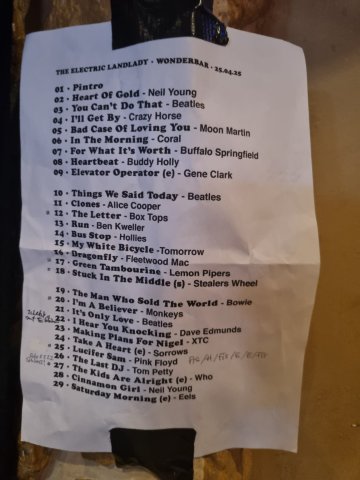 THE ELECTRIC LANDLADY · WONDERBAR · 25.04.25
01 · Pintro
02 · Heart Of Gold - Neil Young
03 · You Can't Do That - Beatles
04 · I'll Get By - Crazy Horse
05 · Bad Case Of Loving You - Moon Martin
06 · In The Morning - Coral
07 · For What It's Worth - Buffalo Springfield
08 · Heartbeat - Buddy Holly
09 · Elevator Operator (e) - Gene Clark
10 · Things We Said Today - Beatles
11 · Clones - Alice Cooper
12 · The Letter - Box Tops
13 · Run - Ben Kweller
14 · Bus Stop - Hollies
15 · My White Bicycle -Tomorrow
16 · Dragonfly - Fleetwood Mac
17 · Green Tambourine - Lemon Pipers
18 · Stuck In The Middle (s) - Stealers Wheel
19 · The Man Who Sold The World - Bowie
20 · I'm A Believer - Monkeys
21 · It's Only Love - Beatles
22 · I Hear You Knocking - Dave Edmunds
23 · Making Plans For Nigel - XTC
24 · Take A Heart (e) - Sorrows
25 · Lucifer Sam - Pink Floyd
26 · The Last DJ - Tom Petty
27 · The Kids Are Alright (e) - Who
28 · Cinnamon Girl - Neil Young
29 · Saturday Morning (e) - Eels